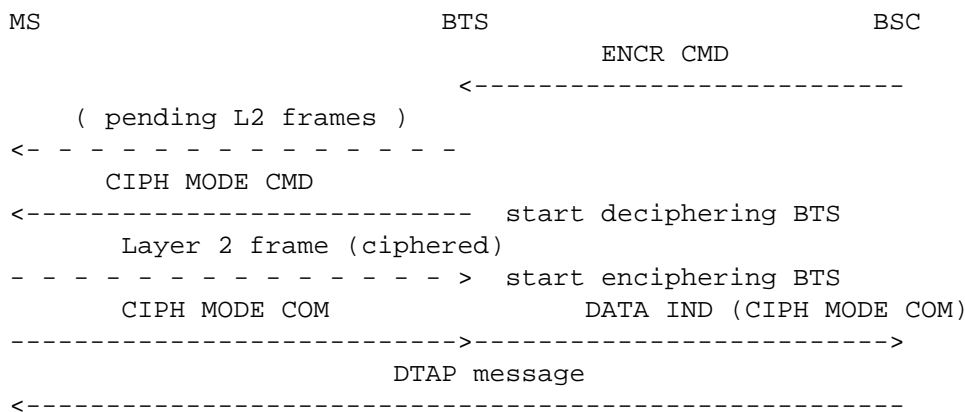 MS BTS BSC
ENCR CMD
<---------------------------
( pending L2 frames )
<- - - - - - - - - - - - - -
CIPH MODE CMD
<---------------------------- start deciphering BTS
Layer 2 frame (ciphered)
- - - - - - - - - - - - - - > start enciphering BTS
CIPH MODE COM DATA IND (CIPH MODE COM)
---------------------------->-------------------------->
DTAP message
<-------------------------------------------------------